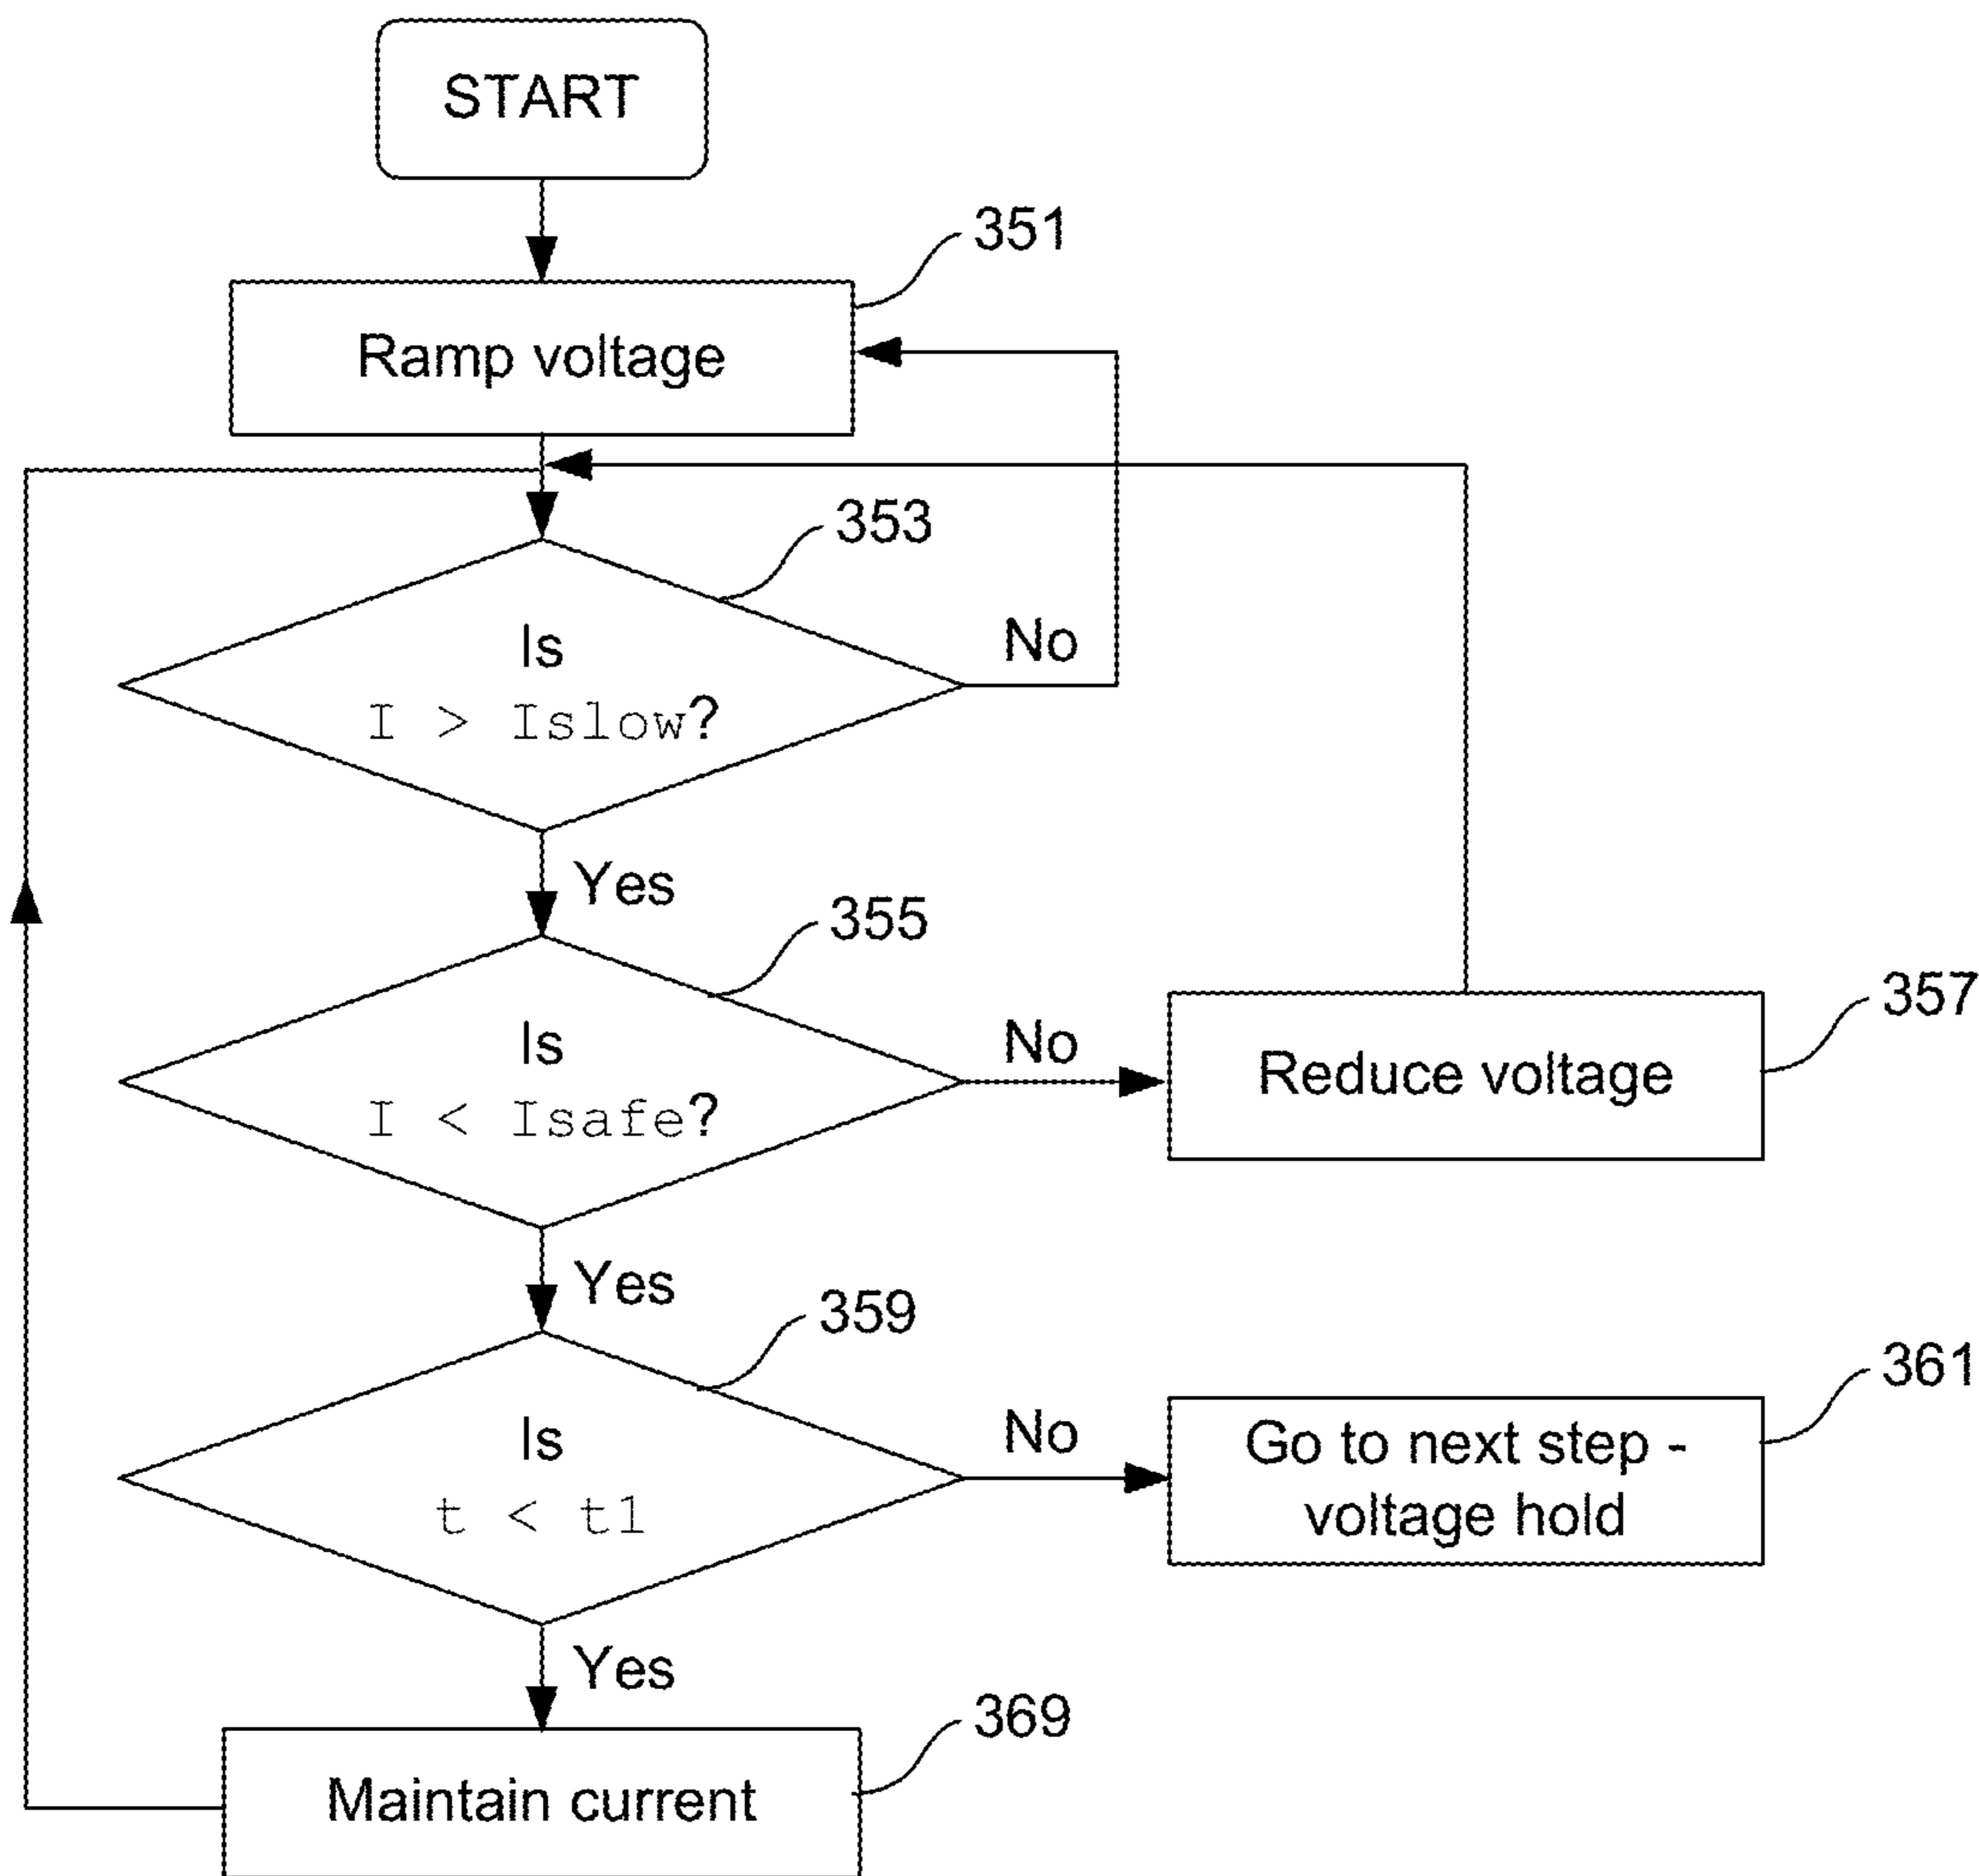 START
351
Ramp voltage
353
Is
No
I > Islow?
Yes
355
357
Is
No
Reduce voltage
I < Isafe?
Yes
359
361
Is
No
Go to next step -
t < t1
voltage hold
Yes
369
Maintain current